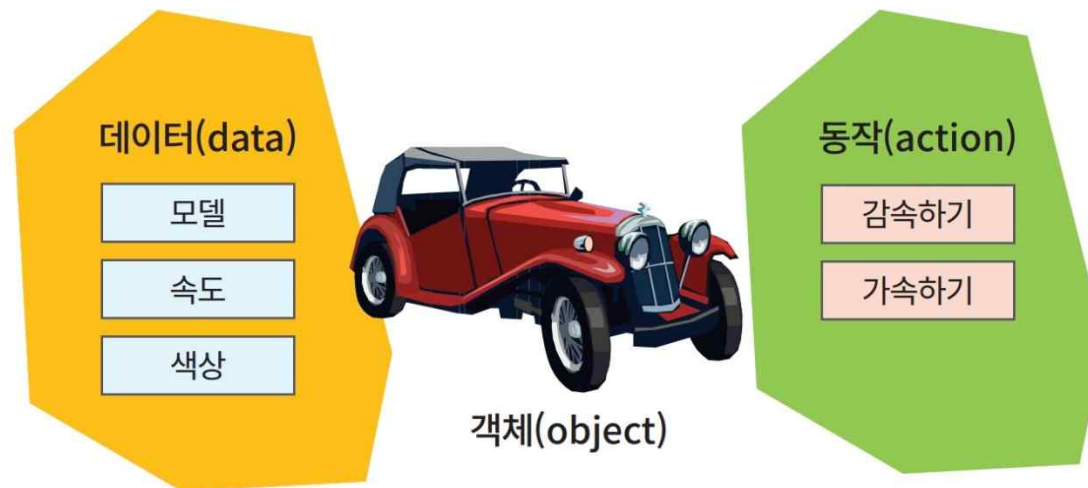 데이터(data)
모델
속도
색상
객체(object)
동작(action)
감속하기
가속하기